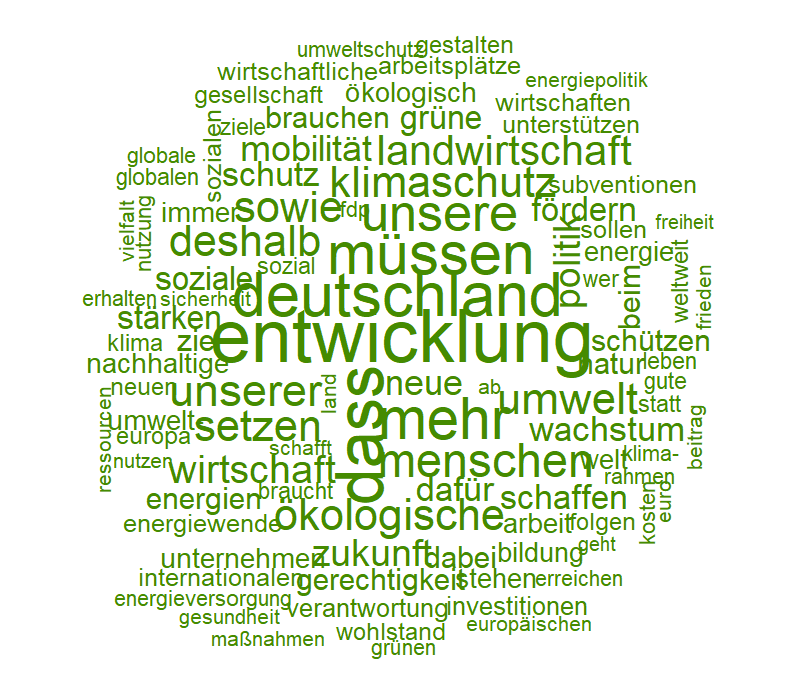 umweltschutz gestalten
wirtschaftliche arbeitsplätze
energiepolitik
gesellschaft ökologisch wirtschaften
ziele brauchen grüne unterstützen
sozialen
globale mobilität landwirtschaft
globalen schutz klimaschutz subventionen
vielfalt
nutzung
immer sowie fdp unsere fördern freiheit
deshalb müssen politik sollen
energie
weltweit
soziale sozial wer
beim
frieden
erhalten sicherheit deutschland
stärken
klima ziel entwicklung schützen
nachhaltige natur leben
neuen unserer land neue ab umwelt gute
statt
ressourcen
umwelt- setzen dass mehr wachstum
beitrag
europa
schafft
nutzen wirtschaft menschen welt klima-
rahmen
energien braucht dafür schaffen
kosten
euro
energiewende ökologische arbeit folgen
unternehmen zukunft dabei bildung geht
internationalen gerechtigkeit stehen erreichen
energieversorgung
gesundheit verantwortung investitionen
maßnahmen wohlstand europäischen
grünen